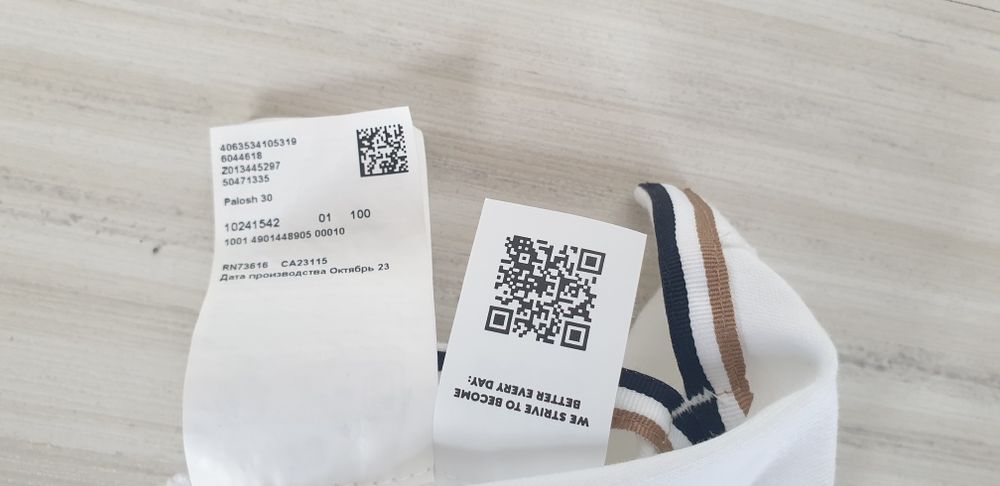 4063534105319
6044618
Z013445297
50471335
Palosh 30
10241542 01 100
1001 4901448905 00010
RN73616 CA23115
Дата производства Октябрь 23
WE STRIVE TO BECOME
BETTER EVERY DAY: